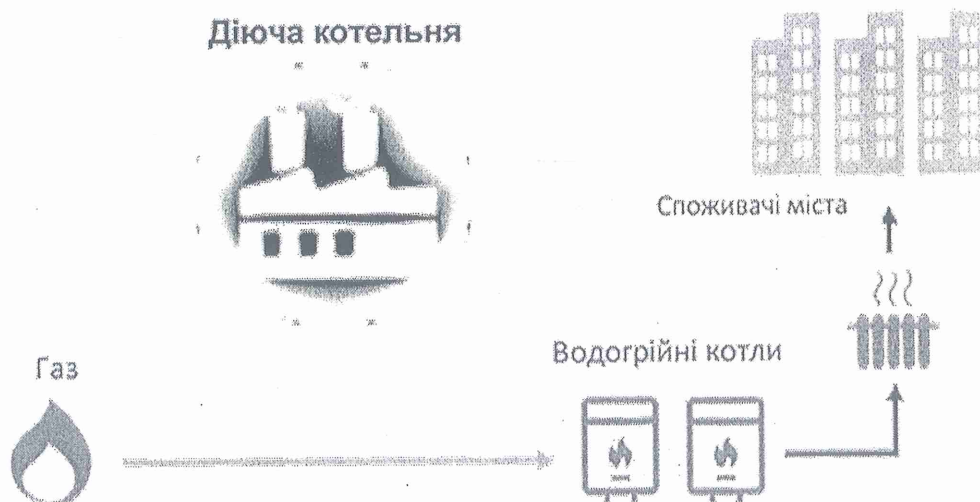 Діюча котельня
Споживачі міста
Водогрійні котли
Газ